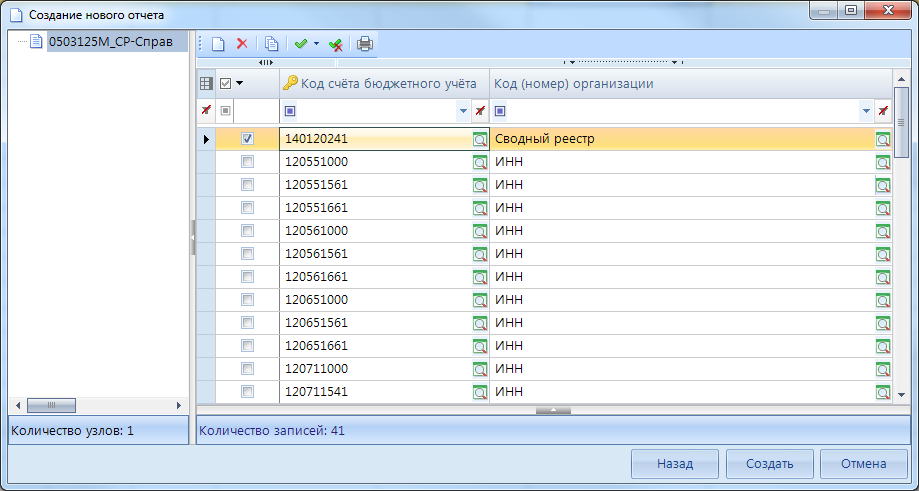 Создание нового отчета
0503125М_СР-Справ
Код счёта бюджетного учёта Код (номер) организации
140120241 Сводный реестр
120551000 ИНН
120551561 ИНН
120551661 ИНН
120561000 ИНН
120561561 ИНН
120561661 ИНН
120651000 ИНН
120651561 ИНН
120651661 ИНН
120711000 ИНН
120711541 ИНН
Количество узлов: 1 Количество записей: 41
Назад Создать Отмена